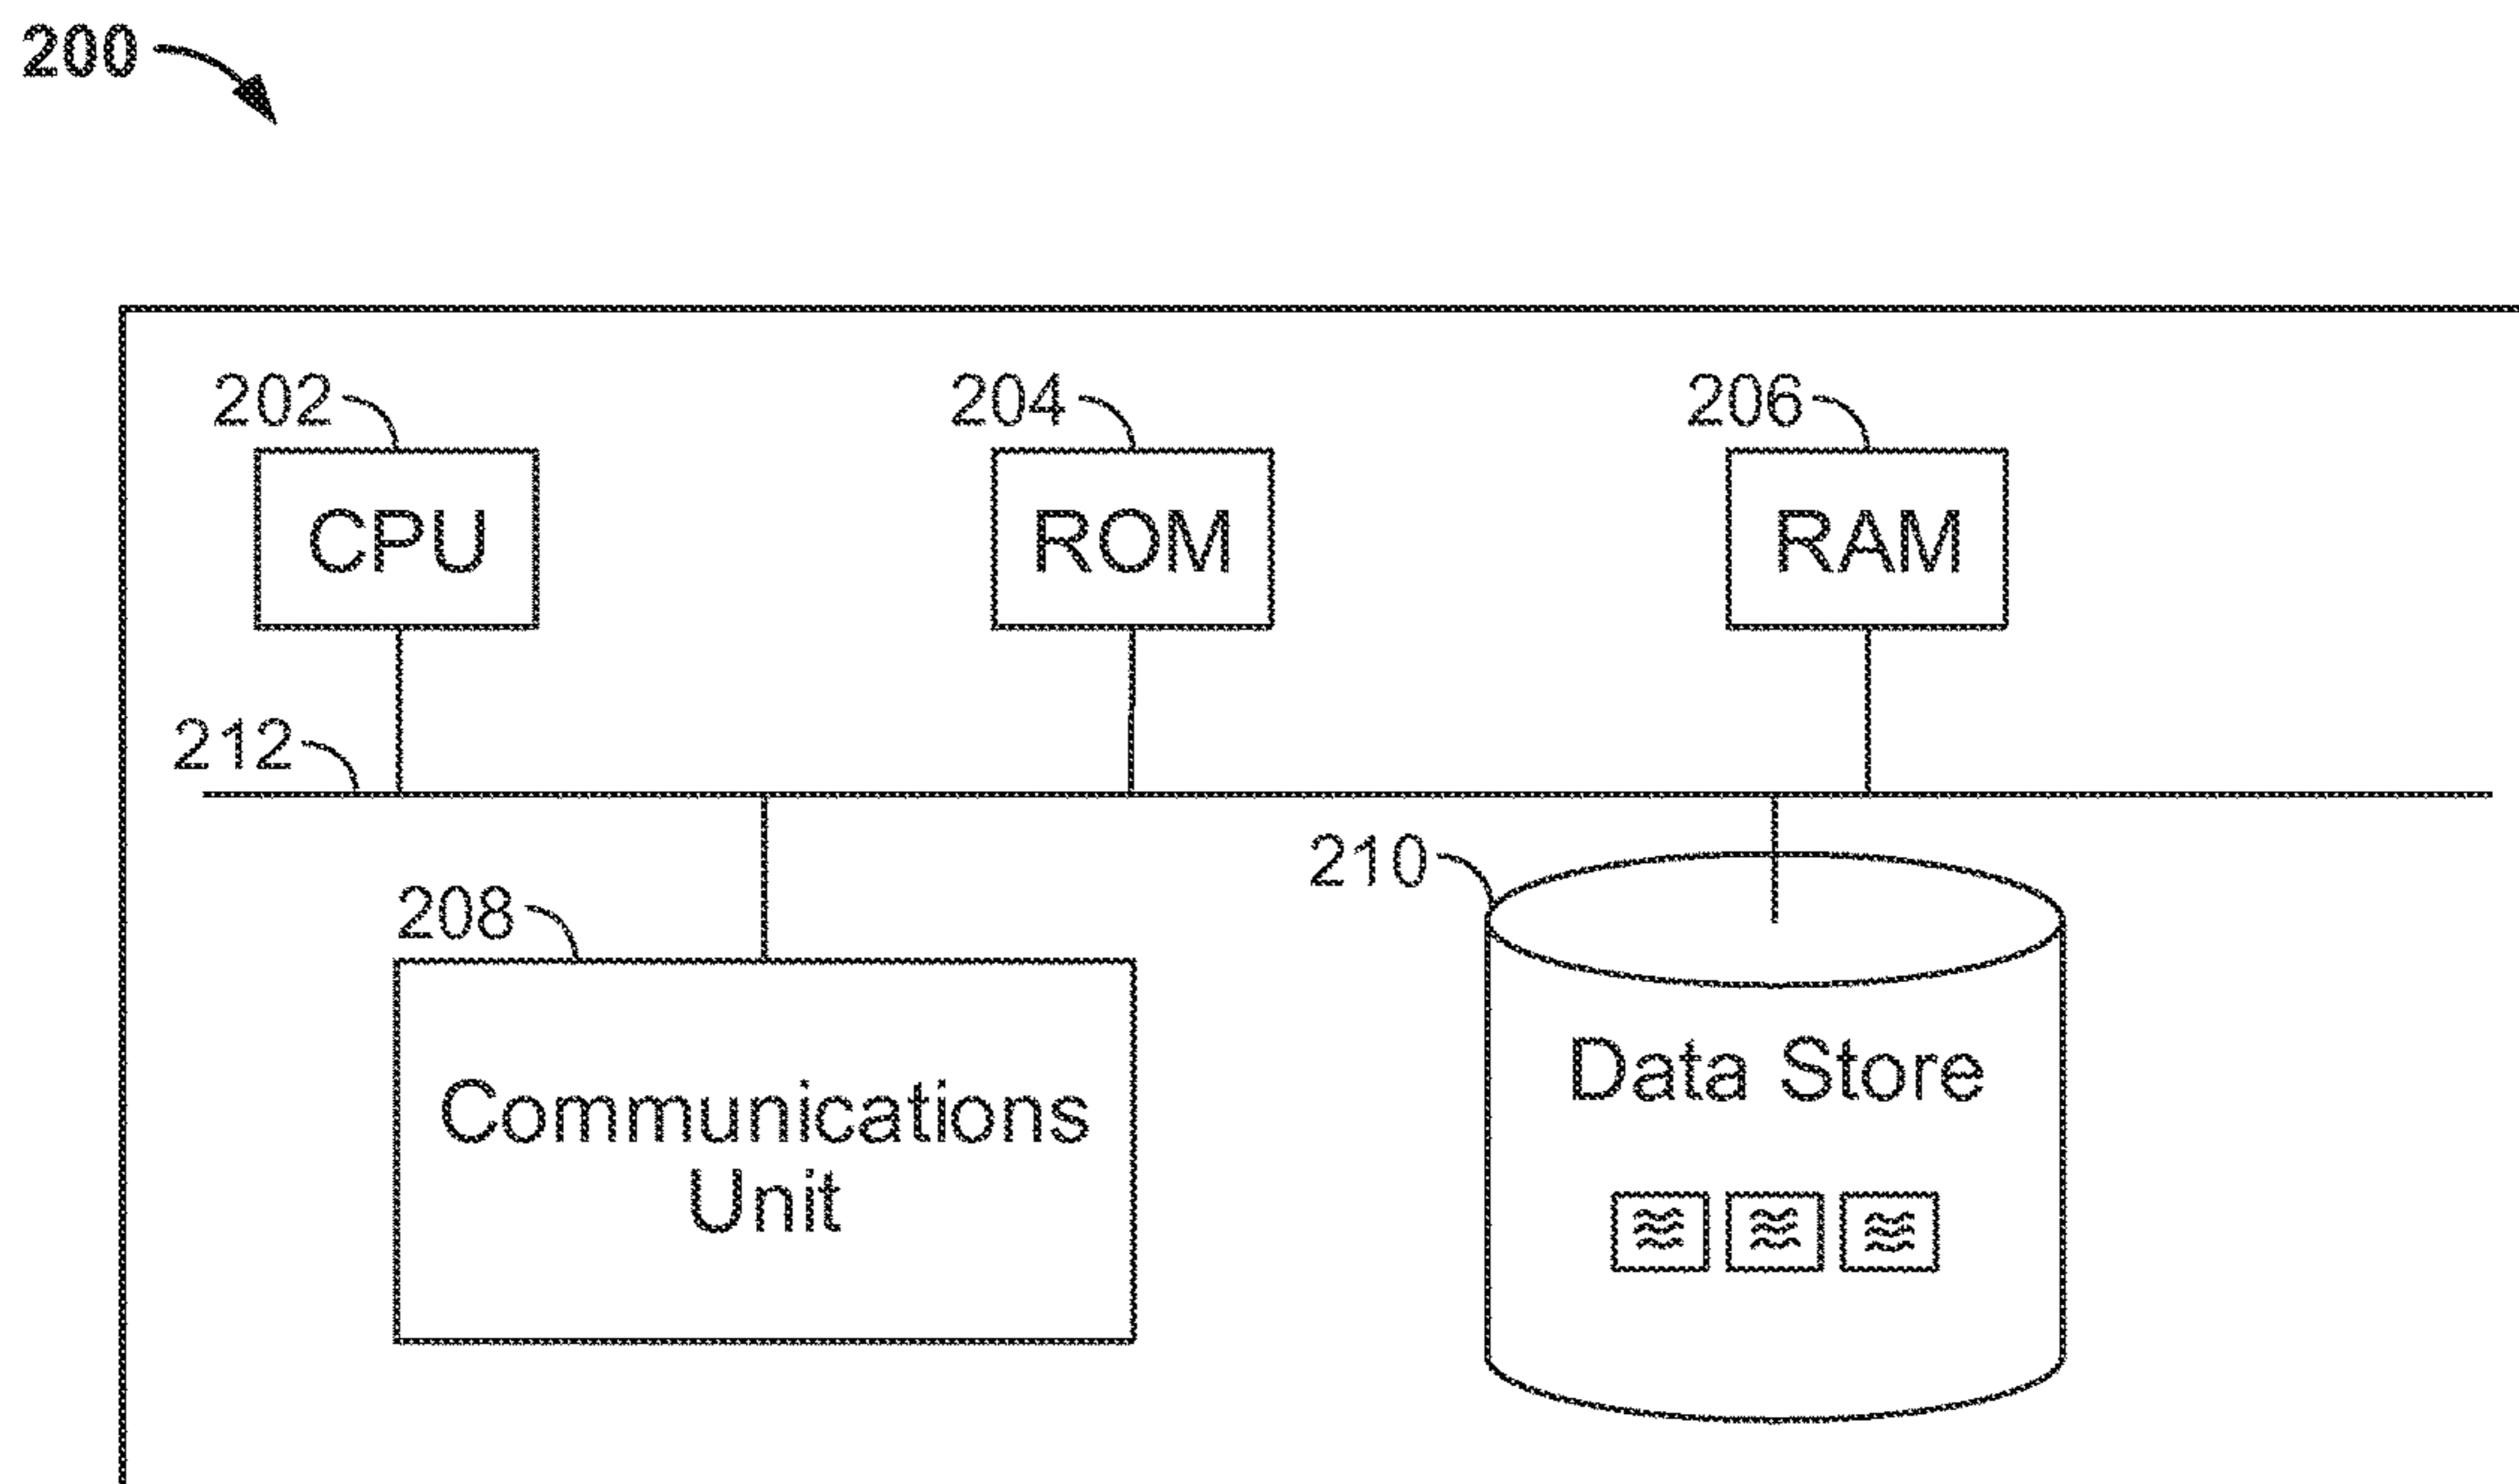 200
202
204
206
CPU
ROM
RAM
212
210
208
Data Store
Communications
Unit